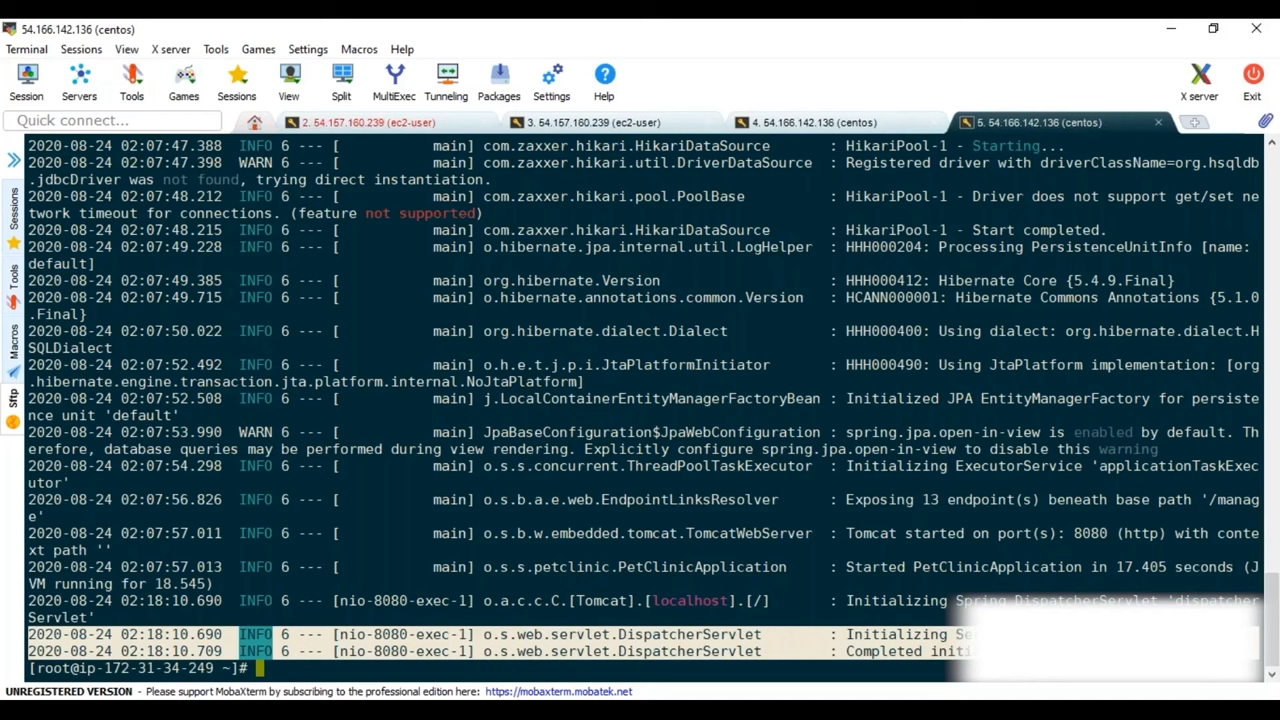 54.166.142.136 (centos)
Terminal Sessions View X server Tools Games Settings Macros Help
Session Servers Tools Games Sessions View Split MultiExec Tunneling Packages Settings Help X server Exit
Quick connect... 2. 54.157.160.239 (ec2-user) 3. 54.157.160.239 (ec2-user) 4. 54.166.142.136 (centos) 5. 54.166.142.136 (centos)
Sessions
Tools
Macros
Sftp
2020-08-24 02:07:47.388 INFO 6 --- [ main] com.zaxxer.hikari.HikariDataSource : HikariPool-1 - Starting...
2020-08-24 02:07:47.398 WARN 6 --- [ main] com.zaxxer.hikari.util.DriverDataSource : Registered driver with driverClassName=org.hsqldb
.jdbcDriver was not found, trying direct instantiation.
2020-08-24 02:07:48.212 INFO 6 --- [ main] com.zaxxer.hikari.pool.PoolBase : HikariPool-1 - Driver does not support get/set ne
twork timeout for connections. (feature not supported)
2020-08-24 02:07:48.215 INFO 6 --- [ main] com.zaxxer.hikari.HikariDataSource : HikariPool-1 - Start completed.
2020-08-24 02:07:49.228 INFO 6 --- [ main] o.hibernate.jpa.internal.util.LogHelper : HHH000204: Processing PersistenceUnitInfo [name:
default]
2020-08-24 02:07:49.385 INFO 6 --- [ main] org.hibernate.Version : HHH000412: Hibernate Core {5.4.9.Final}
2020-08-24 02:07:49.715 INFO 6 --- [ main] o.hibernate.annotations.common.Version : HCANN000001: Hibernate Commons Annotations {5.1.0
.Final}
2020-08-24 02:07:50.022 INFO 6 --- [ main] org.hibernate.dialect.Dialect : HHH000400: Using dialect: org.hibernate.dialect.H
SQLDialect
2020-08-24 02:07:52.492 INFO 6 --- [ main] o.h.e.t.j.p.i.JtaPlatformInitiator : HHH000490: Using JtaPlatform implementation: [org
.hibernate.engine.transaction.jta.platform.internal.NoJtaPlatform]
2020-08-24 02:07:52.508 INFO 6 --- [ main] j.LocalContainerEntityManagerFactoryBean : Initialized JPA EntityManagerFactory for persiste
nce unit 'default'
2020-08-24 02:07:53.990 WARN 6 --- [ main] JpaBaseConfiguration$JpaWebConfiguration : spring.jpa.open-in-view is enabled by default. Th
erefore, database queries may be performed during view rendering. Explicitly configure spring.jpa.open-in-view to disable this warning
2020-08-24 02:07:54.298 INFO 6 --- [ main] o.s.s.concurrent.ThreadPoolTaskExecutor : Initializing ExecutorService 'applicationTaskExec
utor'
2020-08-24 02:07:56.826 INFO 6 --- [ main] o.s.b.a.e.web.EndpointLinksResolver : Exposing 13 endpoint(s) beneath base path '/manag
e'
2020-08-24 02:07:57.011 INFO 6 --- [ main] o.s.b.w.embedded.tomcat.TomcatWebServer : Tomcat started on port(s): 8080 (http) with conte
xt path ''
2020-08-24 02:07:57.013 INFO 6 --- [ main] o.s.s.petclinic.PetClinicApplication : Started PetClinicApplication in 17.405 seconds (J
VM running for 18.545)
2020-08-24 02:18:10.690 INFO 6 --- [nio-8080-exec-1] o.a.c.c.C.[Tomcat].[localhost].[/] : Initializing Spring DispatcherServlet 'dispatcher
Servlet'
2020-08-24 02:18:10.690 INFO 6 --- [nio-8080-exec-1] o.s.web.servlet.DispatcherServlet : Initializing
2020-08-24 02:18:10.709 INFO 6 --- [nio-8080-exec-1] o.s.web.servlet.DispatcherServlet : Completed
[root@ip-172-31-34-249 ~]#
UNREGISTERED VERSION - Please support MobaXterm by subscribing to the professional edition here: https://mobaxterm.mobatek.net